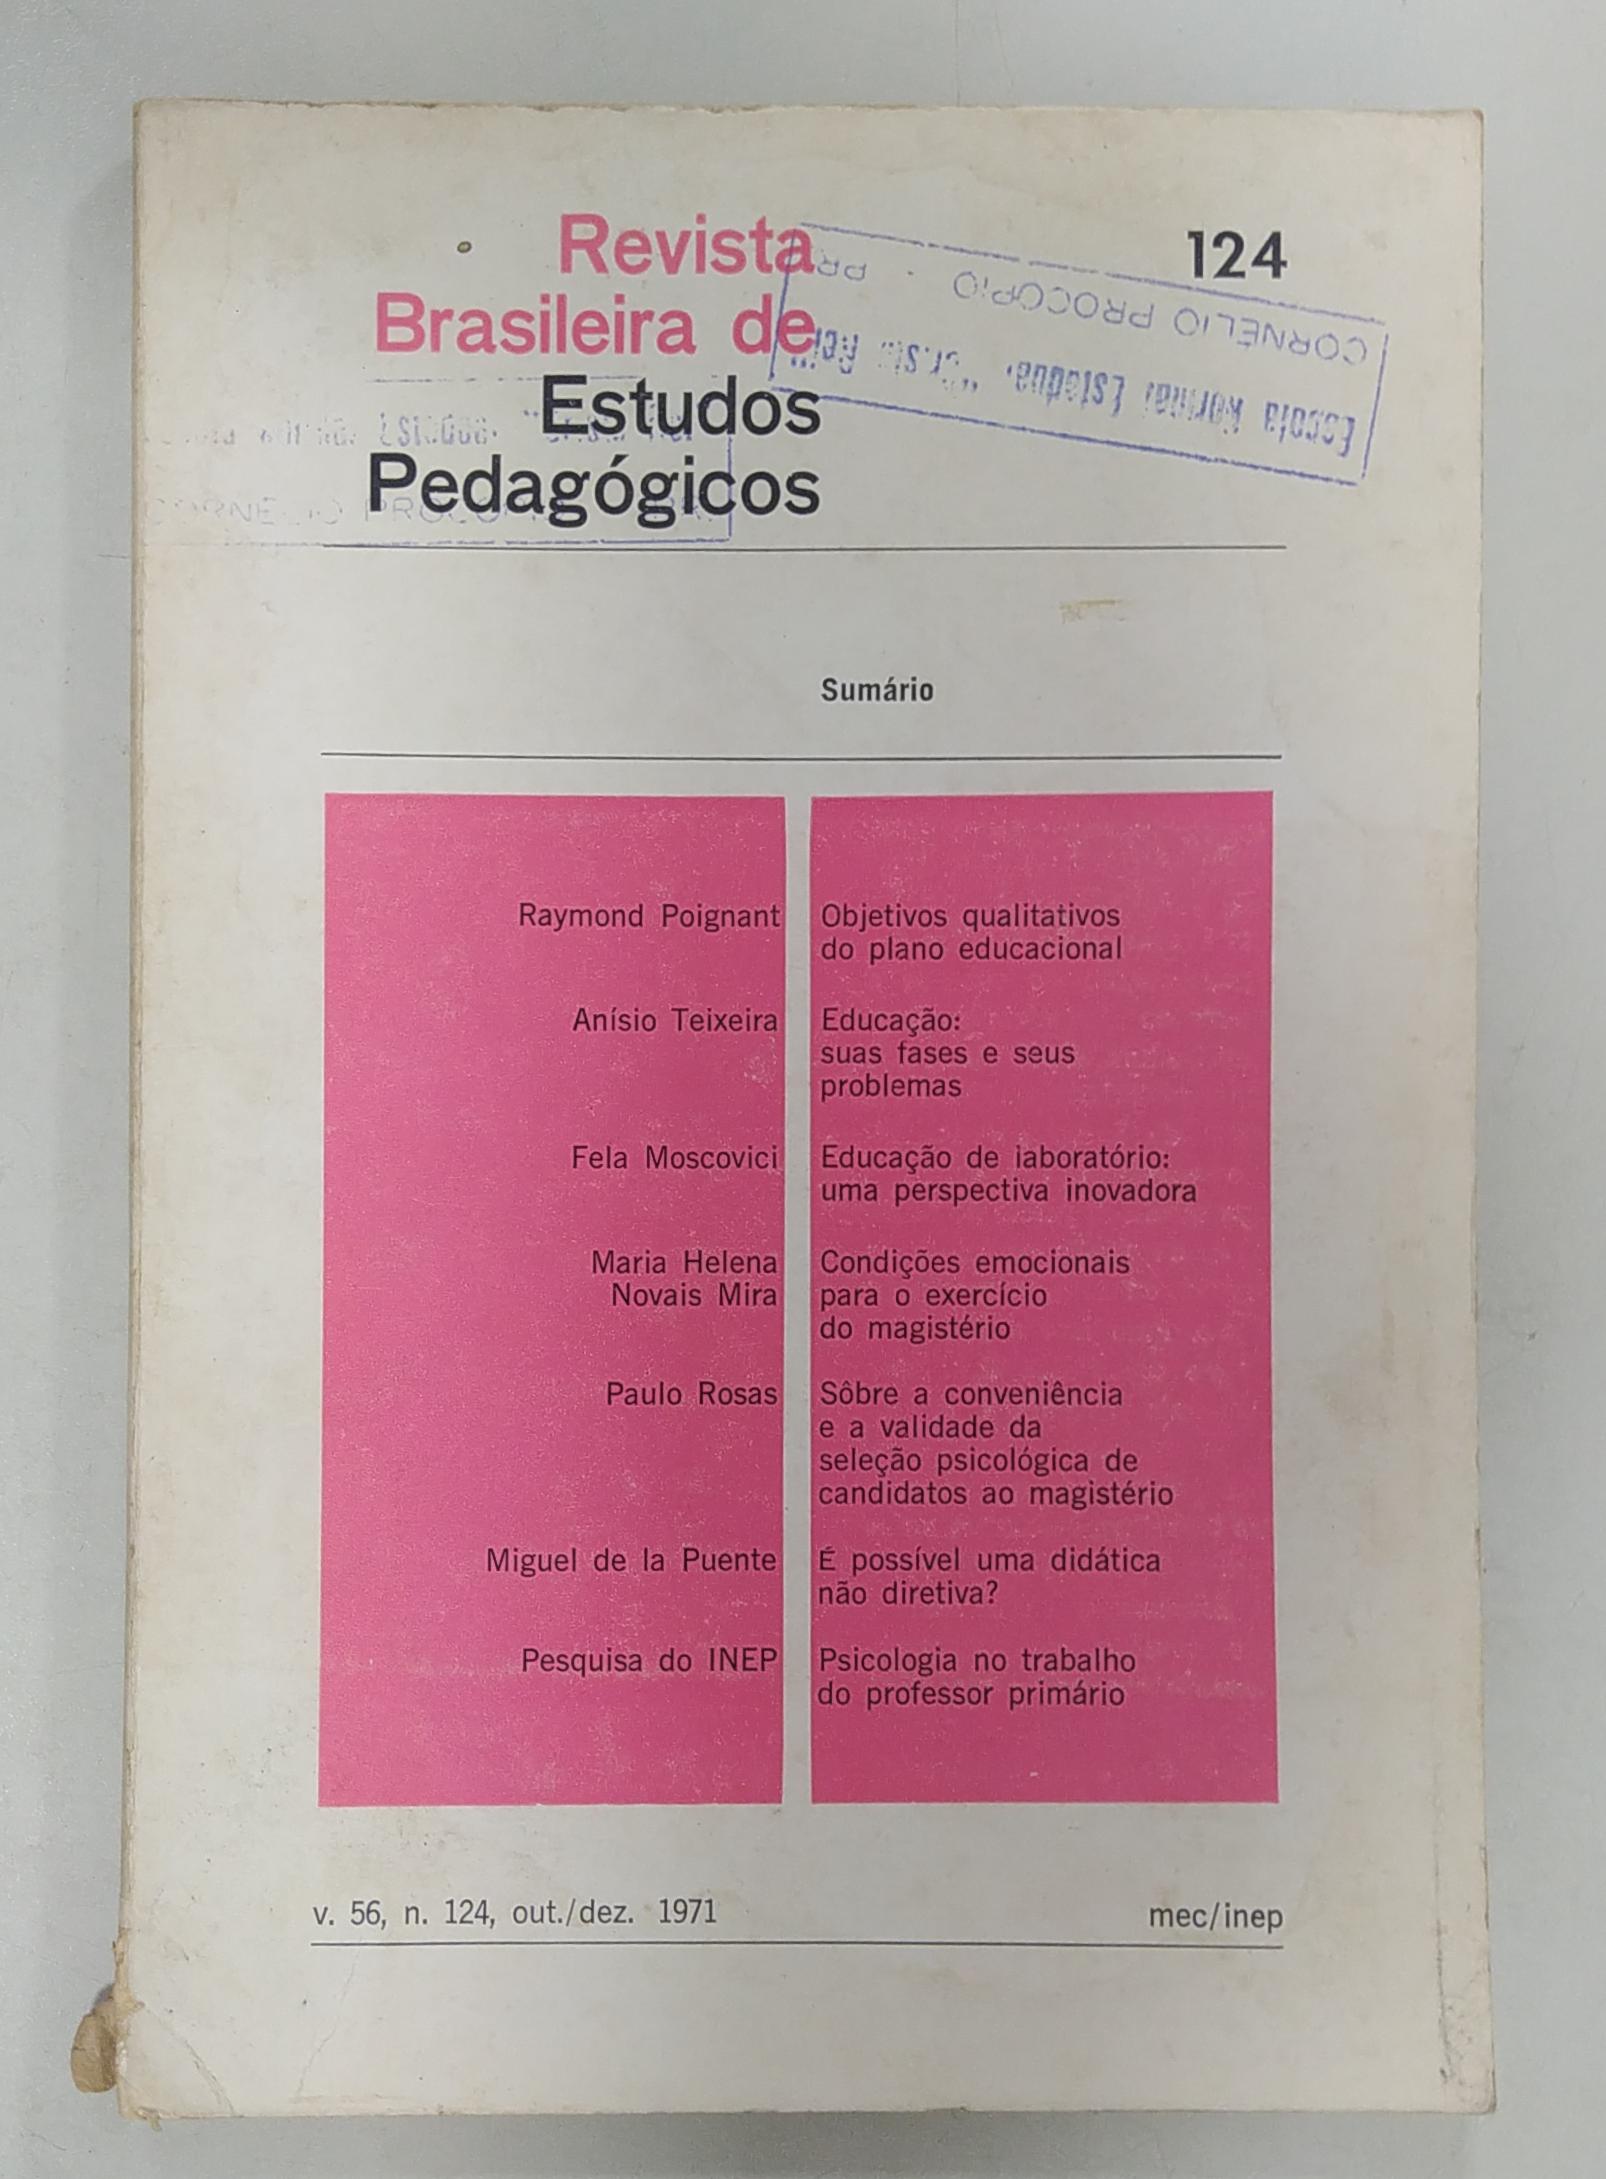 Revista
Brasileira de
Estudos
Pedagógicos
124
CORNÉLIO PROCOPIO - PR
Escola Normal Estadual
CORNELIO PROCOPIO
Sumário
Raymond Poignant
Objetivos qualitativos
do plano educacional
Anísio Teixeira
Educação:
suas fases e seus
problemas
Fela Moscovici
Educação de laboratório:
uma perspectiva inovadora
Maria Helena
Novais Mira
Condições emocionais
para o exercício
do magistério
Paulo Rosas
Sôbre a conveniência
e a validade da
seleção psicológica de
candidatos ao magistério
Miguel de la Puente
É possível uma didática
não diretiva?
Pesquisa do INEP
Psicologia no trabalho
do professor primário
v. 56, n. 124, out./dez. 1971
mec/inep